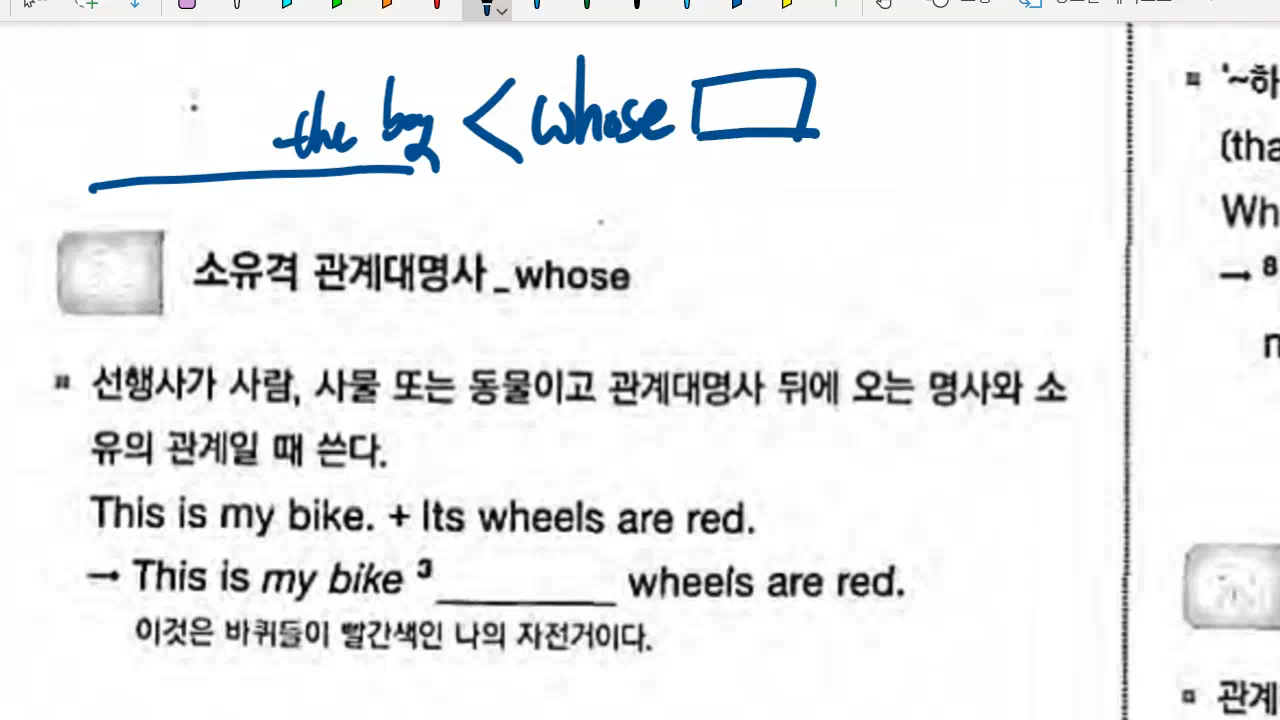 the boy < whose
소유격 관계대명사_whose
선행사가 사람, 사물 또는 동물이고 관계대명사 뒤에 오는 명사와 소
유의 관계일 때 쓴다.
This is my bike. + Its wheels are red.
→ This is my bike ³ ________ wheels are red.
이것은 바퀴들이 빨간색인 나의 자전거이다.
'~하
(tha
Wh
→ 8
n
관계